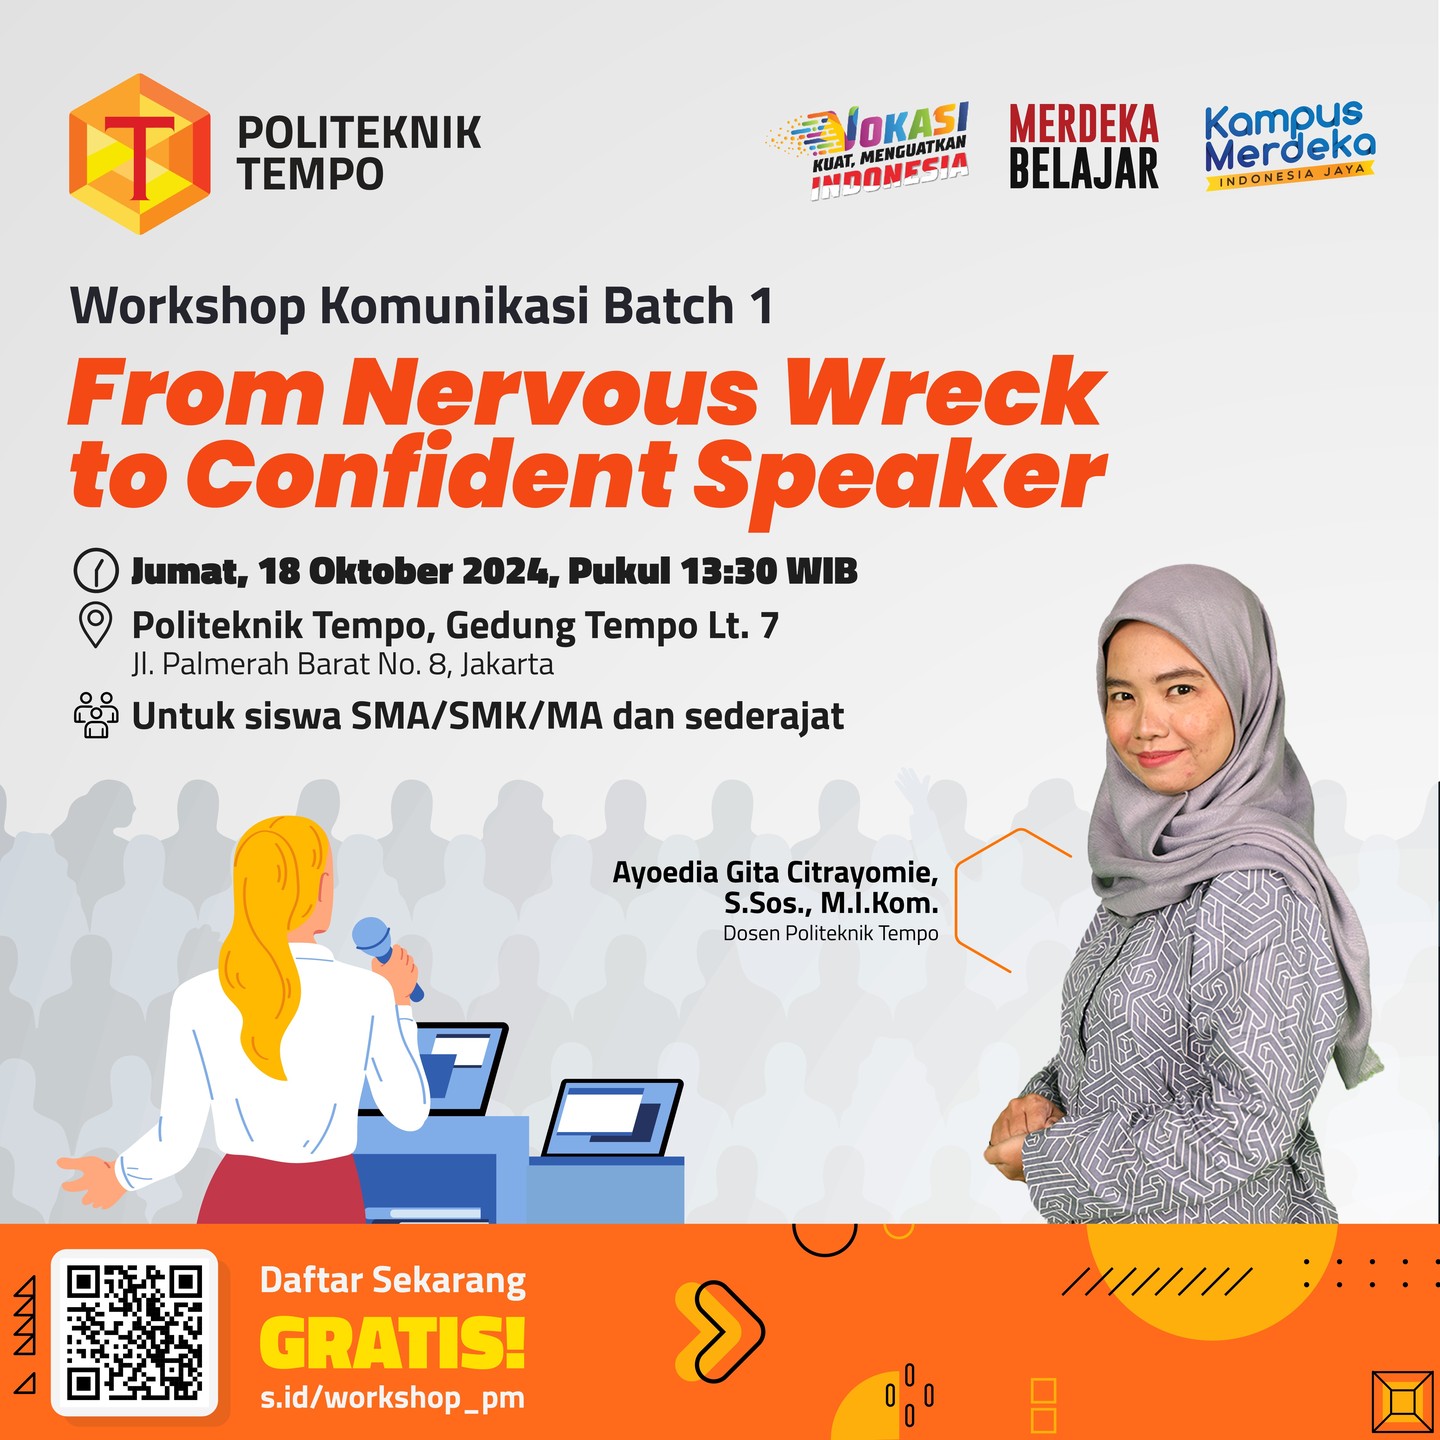 T
POLITEKNIK
TEMPO
VOKASI
KUAT, MENGUATKAN
INDONESIA
MERDEKA
BELAJAR
Kampus
Merdeka
INDONESIA JAYA
Workshop Komunikasi Batch 1
From Nervous Wreck
to Confident Speaker
Jumat, 18 Oktober 2024, Pukul 13:30 WIB
Politeknik Tempo, Gedung Tempo Lt. 7
Jl. Palmerah Barat No. 8, Jakarta
Untuk siswa SMA/SMK/MA dan sederajat
Ayoedia Gita Citrayomie,
S.Sos., M.I.Kom.
Dosen Politeknik Tempo
Daftar Sekarang
GRATIS!
s.id/workshop_pm